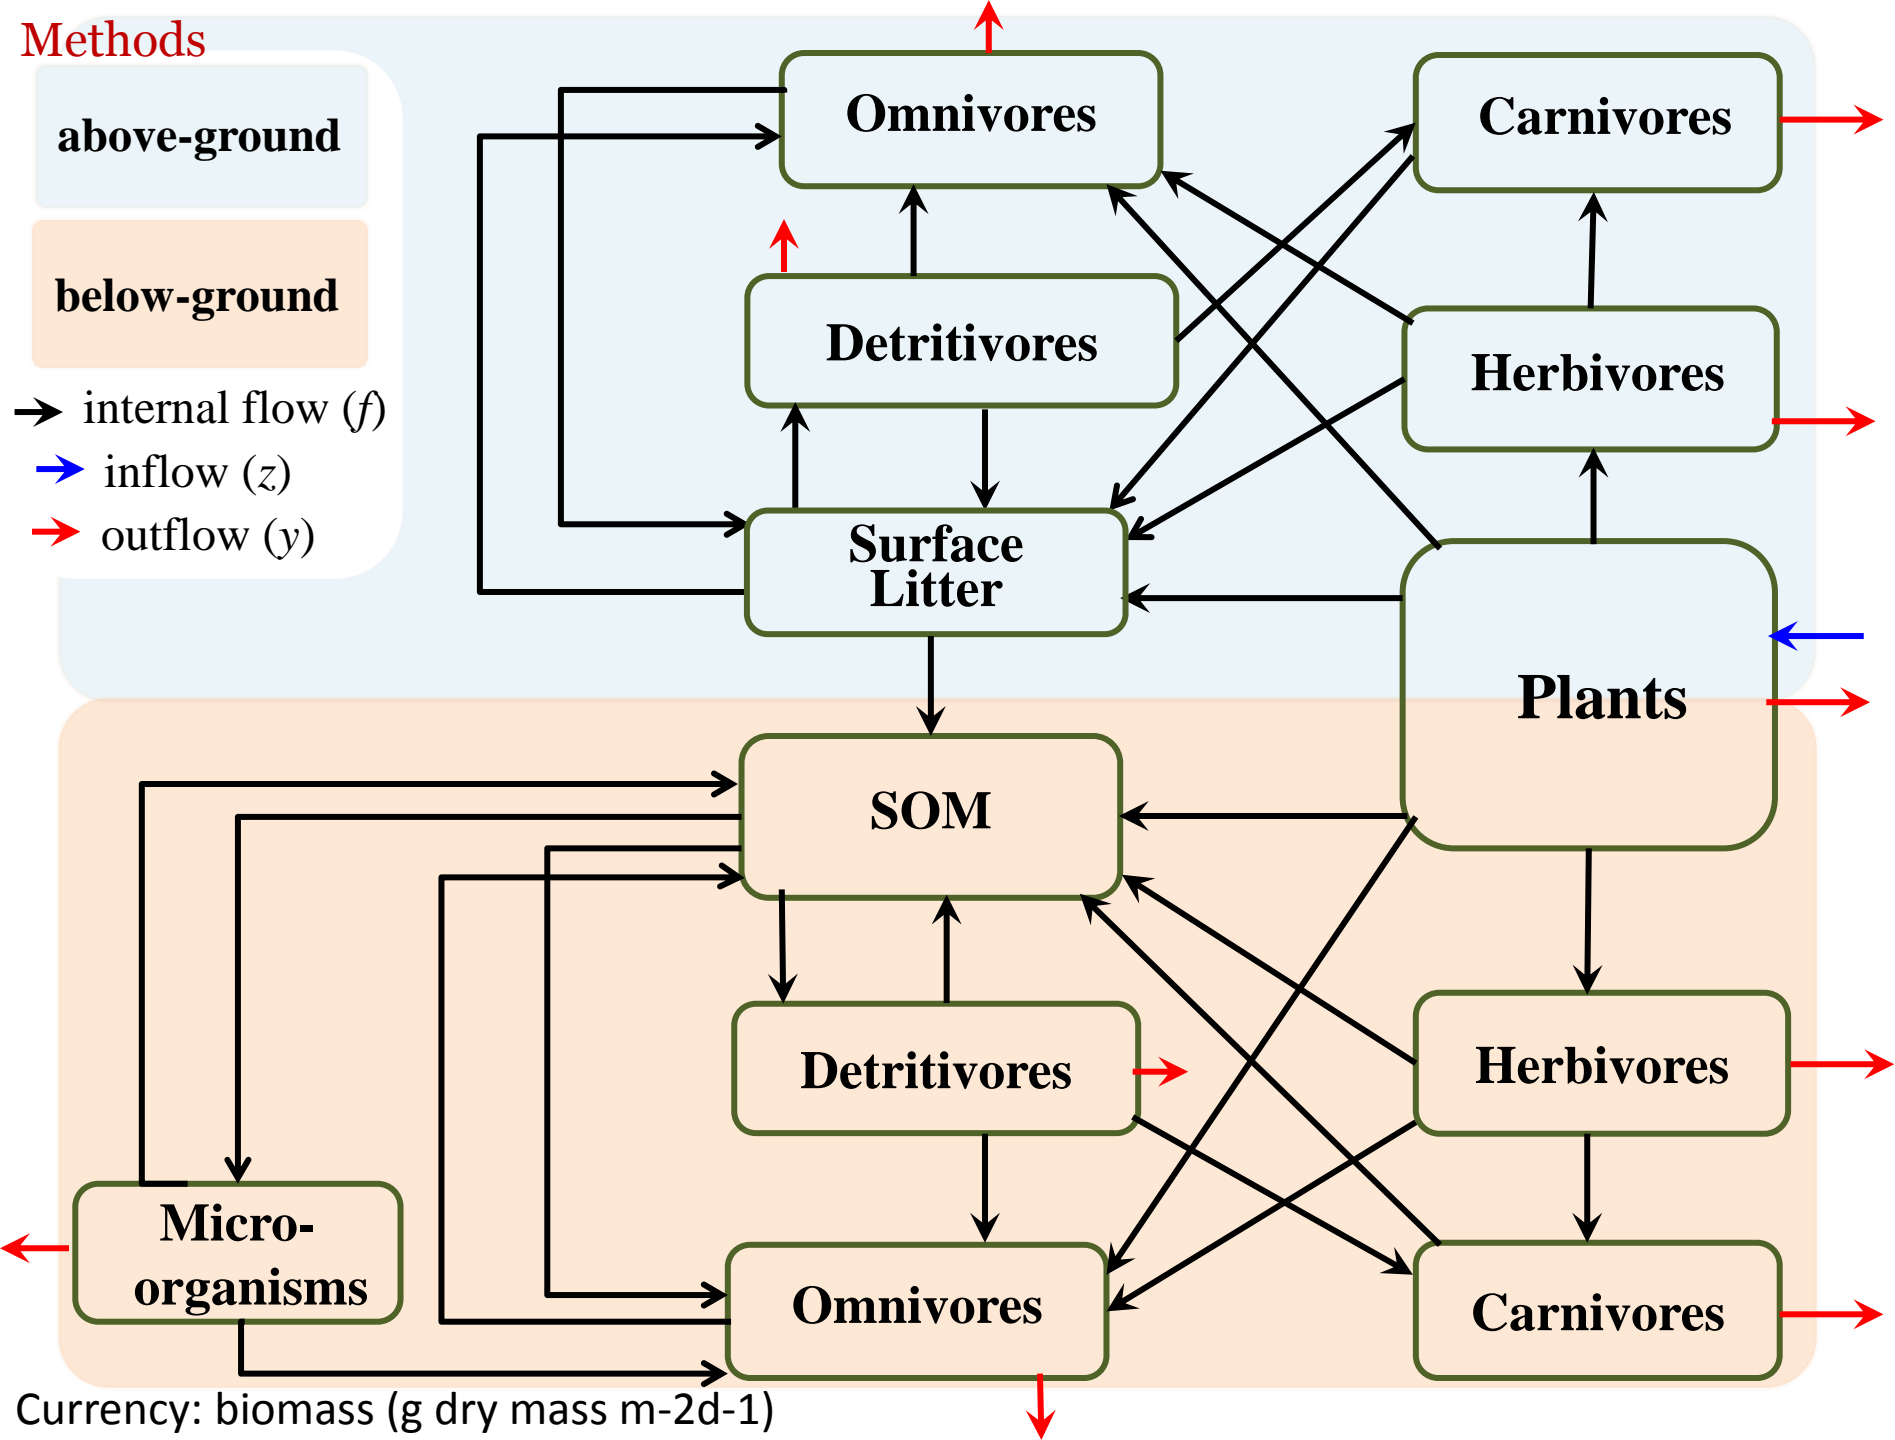 Methods
above-ground
below-ground
internal flow (f)
inflow (z)
outflow (y)
Omnivores
Carnivores
Detritivores
Herbivores
Surface
Litter
Plants
SOM
Detritivores
Herbivores
Micro-
organisms
Omnivores
Carnivores
Currency: biomass (g dry mass m-2d-1)